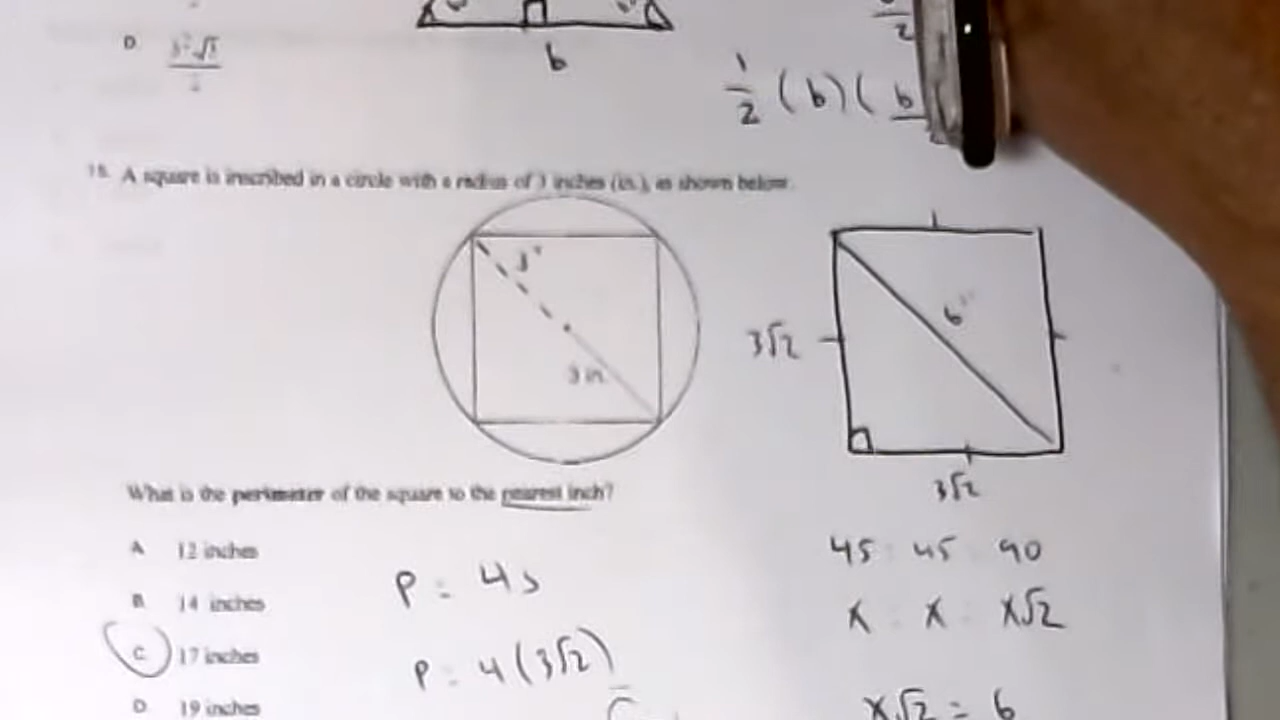 D.
b
1/2 (b)( b
18. A square is inscribed in a circle with a radius of 3 inches (in.), as shown below.
3"
3 in.
6"
3√2
3√2
What is the perimeter of the square to the nearest inch?
A. 12 inches
B. 14 inches
C. 17 inches
D. 19 inches
P = 4s
P = 4(3√2)
45 : 45 : 90
x : x : x√2
x√2 = 6